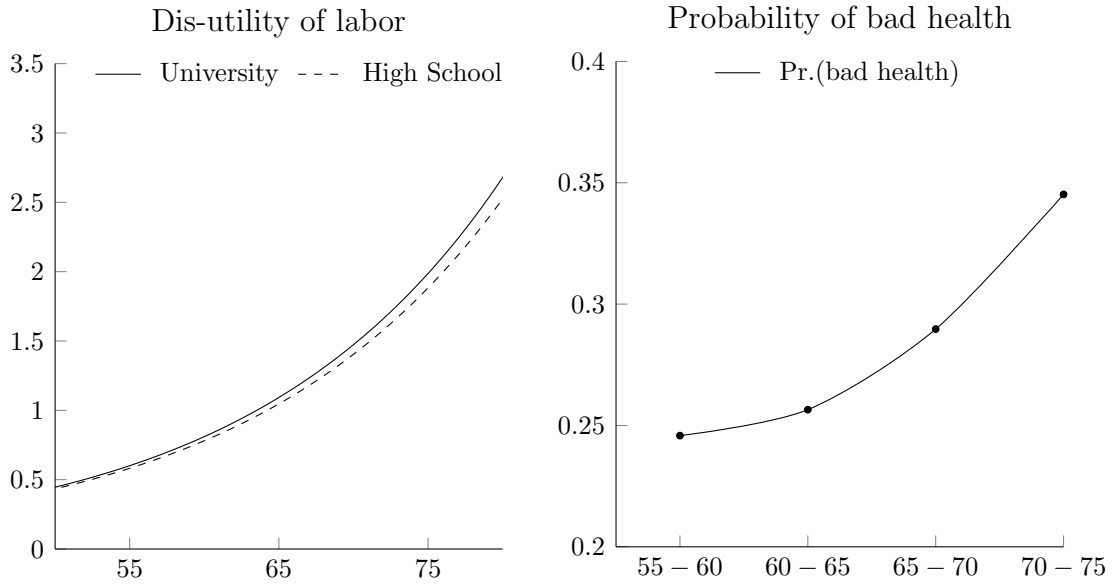 Dis-utility of labor
University
High School
3.5
3
2.5
2
1.5
1
0.5
0
55
65
75
Probability of bad health
Pr.(bad health)
0.4
0.35
0.3
0.25
0.2
55 − 60
60 − 65
65 − 70
70 − 75